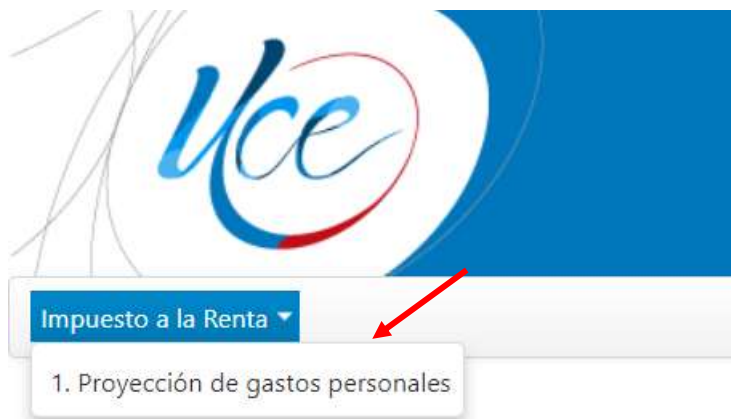 Uce
Impuesto a la Renta
1. Proyección de gastos personales